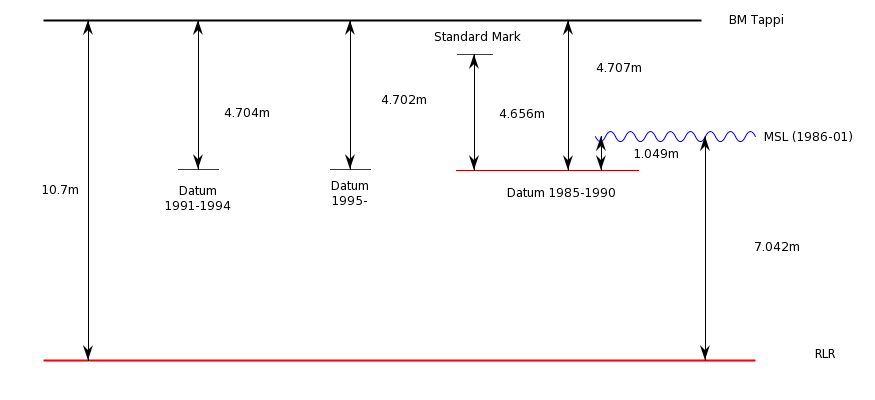 BM Tappi
Standard Mark
4.707m
4.702m
4.704m
4.656m
MSL (1986-01)
1.049m
10.7m
Datum
1991-1994
Datum
1995-
Datum 1985-1990
7.042m
RLR